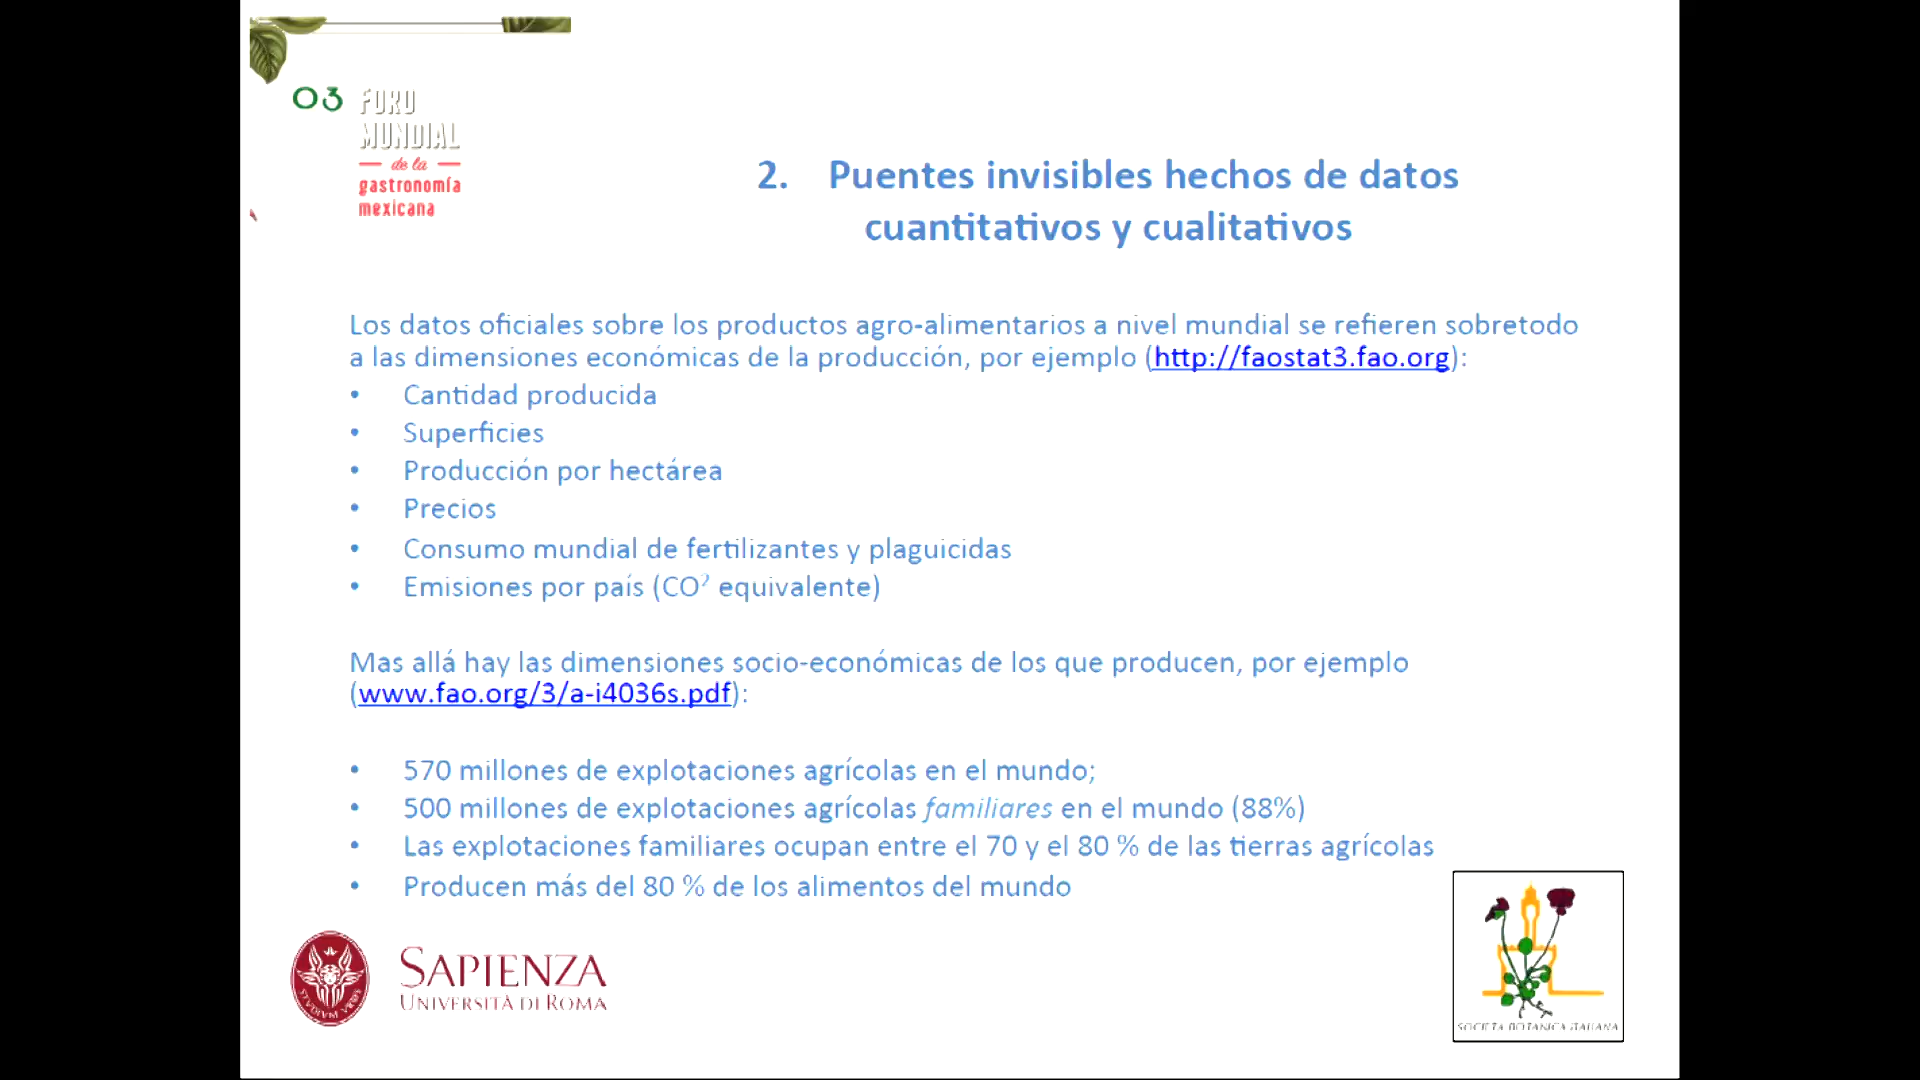 03 FORO
MUNDIAL
de la
gastronomía
mexicana
2. Puentes invisibles hechos de datos
cuantitativos y cualitativos
Los datos oficiales sobre los productos agro-alimentarios a nivel mundial se refieren sobretodo
a las dimensiones económicas de la producción, por ejemplo (http://faostat3.fao.org):
• Cantidad producida
• Superficies
• Producción por hectárea
• Precios
• Consumo mundial de fertilizantes y plaguicidas
• Emisiones por país (CO² equivalente)
Mas allá hay las dimensiones socio-económicas de los que producen, por ejemplo
(www.fao.org/3/a-i4036s.pdf):
• 570 millones de explotaciones agrícolas en el mundo;
• 500 millones de explotaciones agrícolas familiares en el mundo (88%)
• Las explotaciones familiares ocupan entre el 70 y el 80 % de las tierras agrícolas
• Producen más del 80 % de los alimentos del mundo
SAPIENZA
UNIVERSITÀ DI ROMA
SOCIETA BOTANICA ITALIANA